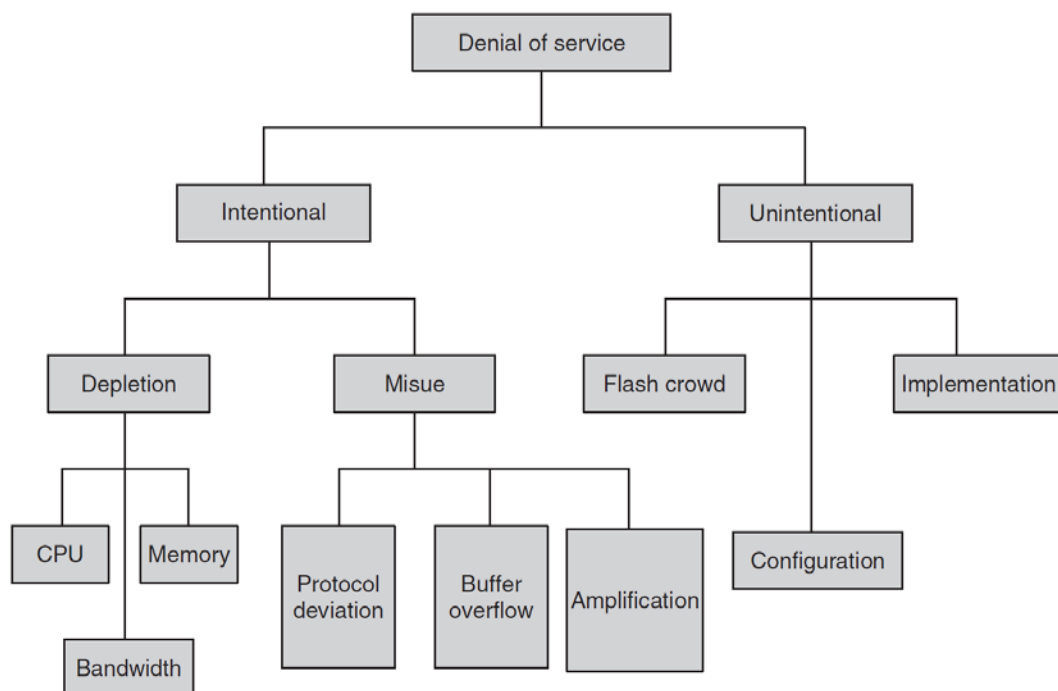 Denial of service
Intentional
Unintentional
Depletion
Misue
Flash crowd
Implementation
CPU
Memory
Protocol
deviation
Buffer
overflow
Amplification
Configuration
Bandwidth